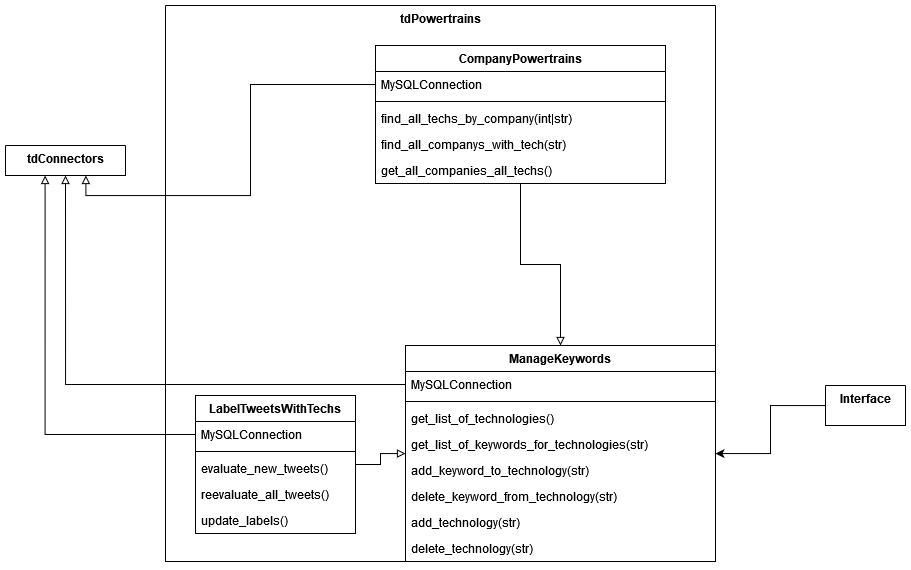 tdPowertrains
CompanyPowertrains
MySQLConnection
find_all_techs_by_company(int|str)
find_all_companys_with_tech(str)
get_all_companies_all_techs()
tdConnectors
ManageKeywords
MySQLConnection
get_list_of_technologies()
get_list_of_keywords_for_technologies(str)
add_keyword_to_technology(str)
delete_keyword_from_technology(str)
add_technology(str)
delete_technology(str)
LabelTweetsWithTechs
MySQLConnection
evaluate_new_tweets()
reevaluate_all_tweets()
update_labels()
Interface